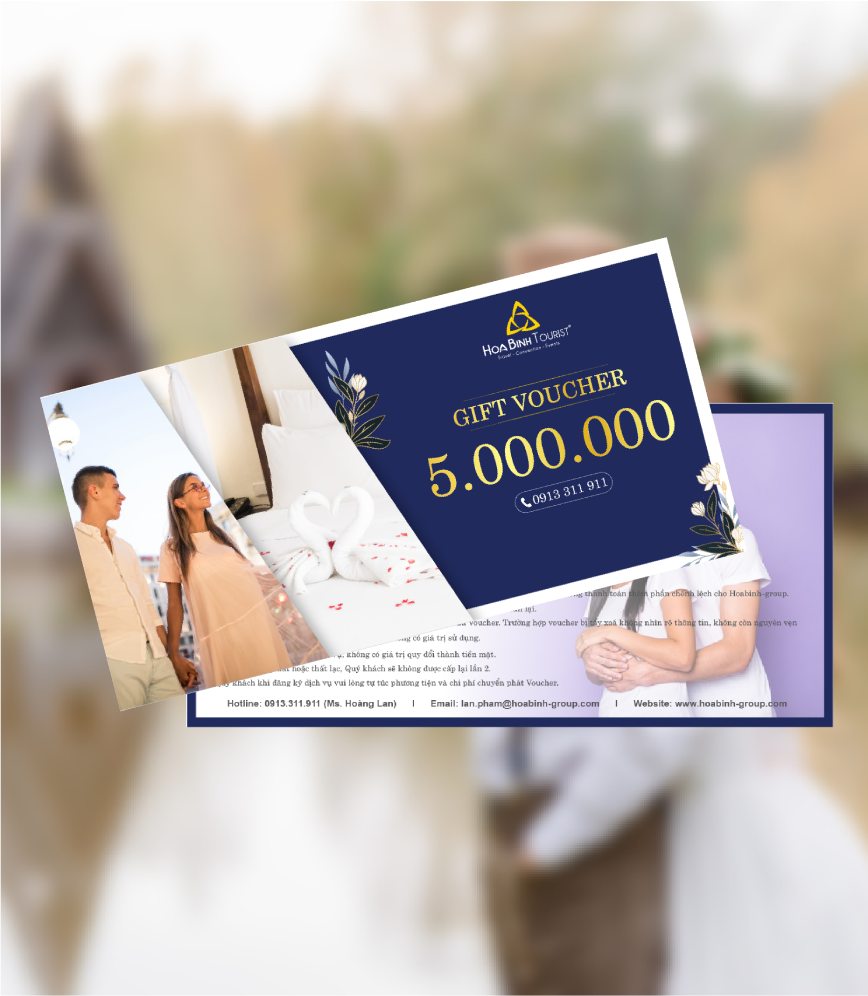 HOA BINH TOURIST®
Travel - Convention - Events
GIFT VOUCHER
5.000.000
0913 311 911
thanh toán thêm phần chênh lệch cho Hoabinh-group.
voucher. Trường hợp voucher bị tẩy xoá không nhìn rõ thông tin, không còn nguyên vẹn
có giá trị sử dụng.
không có giá trị quy đổi thành tiền mặt.
hoặc thất lạc, Quý khách sẽ không được cấp lại lần 2.
khách khi đăng ký dịch vụ vui lòng tự túc phương tiện và chi phí chuyển phát Voucher.
Hotline: 0913.311.911 (Ms. Hoàng Lan) | Email: lan.pham@hoabinh-group.com | Website: www.hoabinh-group.com